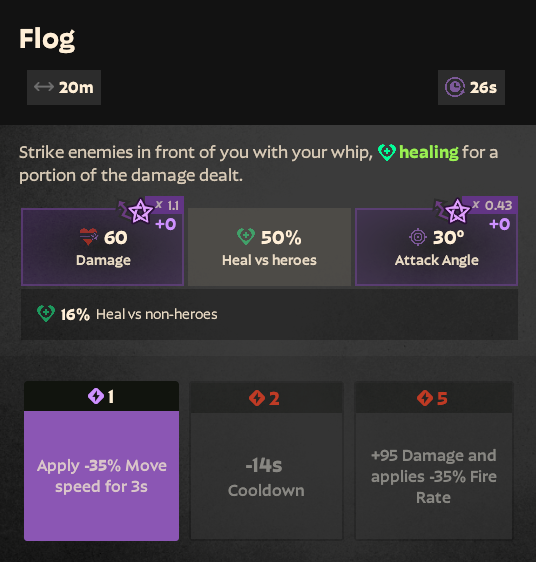 Flog
20m
26s
Strike enemies in front of you with your whip, healing for a
portion of the damage dealt.
x 1.1
+0
60
Damage
50%
Heal vs heroes
x 0.43
+0
30°
Attack Angle
16% Heal vs non-heroes
1
Apply -35% Move
speed for 3s
2
-14s
Cooldown
5
+95 Damage and
applies -35% Fire
Rate